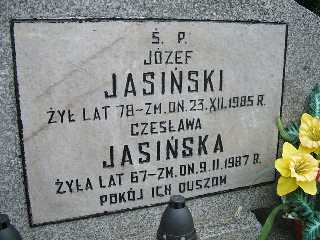 Ś. P.
JÓZEF
JASIŃSKI
ŻYŁ LAT 78-ZM. DN. 23. XII. 1985 R.
CZESŁAWA
JASIŃSKA
ŻYŁA LAT 67-ZM. DN. 9. II. 1987 R.
POKÓJ ICH DUSZOM